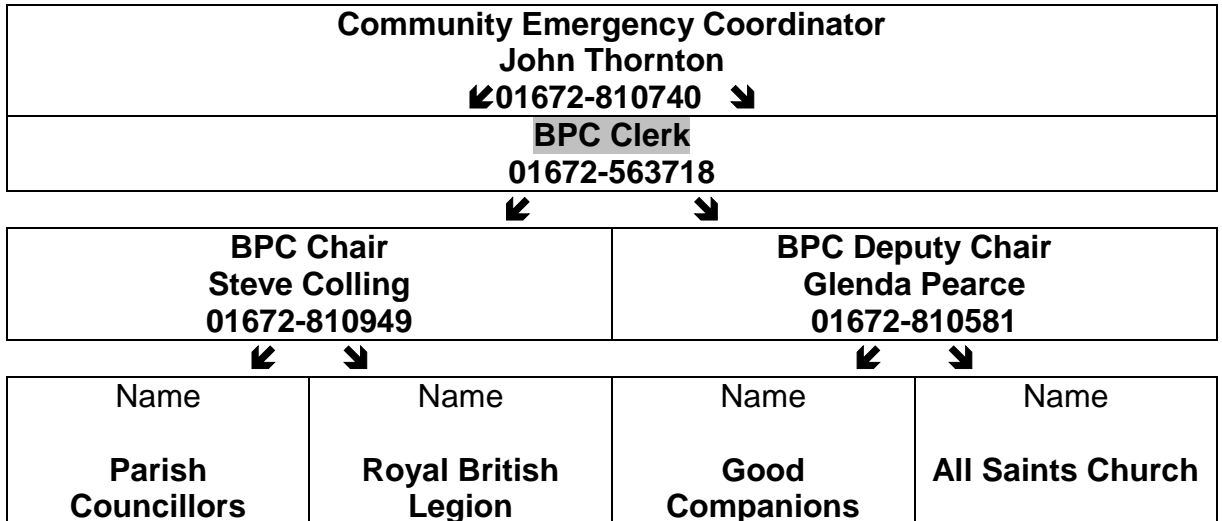 Community Emergency Coordinator
John Thornton
🡿01672-810740 🡾
BPC Clerk
01672-563718
🡿 🡾
BPC Chair
Steve Colling
01672-810949
BPC Deputy Chair
Glenda Pearce
01672-810581
🡿 🡾 🡿 🡾
Name
Parish
Councillors
Name
Royal British
Legion
Name
Good
Companions
Name
All Saints Church